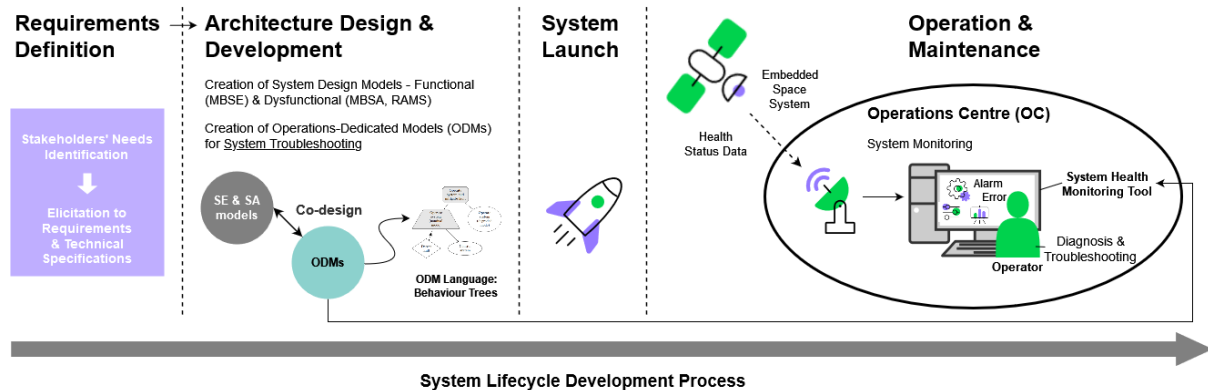 Requirements
Definition
Stakeholders' Needs
Identification
Elicitation to
Requirements
& Technical
Specifications
Architecture Design &
Development
Creation of System Design Models - Functional
(MBSE) & Dysfunctional (MBSA, RAMS)
Creation of Operations-Dedicated Models (ODMs)
for System Troubleshooting
SE & SA
models
Co-design
ODMs
ODM Language:
Behaviour Trees
System
Launch
Operation &
Maintenance
Embedded
Space
System
Health
Status Data
Operations Centre (OC)
System Monitoring
Alarm
Error
System Health
Monitoring Tool
Diagnosis &
Troubleshooting
Operator
System Lifecycle Development Process